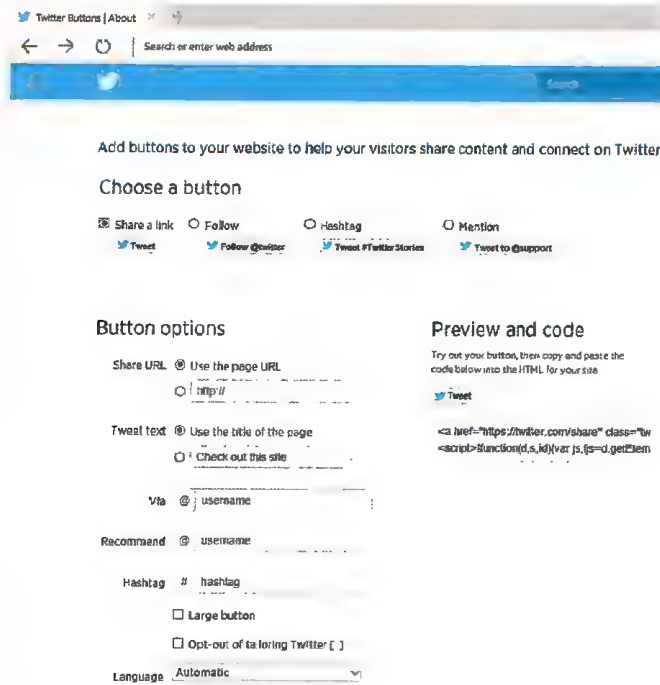 Twitter Buttons | About
Search or enter web address
Search
Add buttons to your website to help your visitors share content and connect on Twitter
Choose a button
Share a link Follow Hashtag Mention
Tweet Follow @twitter Tweet #TwitterStories Tweet to @support
Button options Preview and code
Share URL Use the page URL
http://
Try out your button, then copy and paste the
code below into the HTML for your site
Tweet
Tweet text Use the title of the page
Check out this site
<a href="https://twitter.com/share" class="tw
<script>!function(d,s,id){var js,fjs=d.getElem
Via @ username
Recommend @ username
Hashtag # hashtag
Large button
Opt-out of tailoring Twitter [ ]
Language Automatic